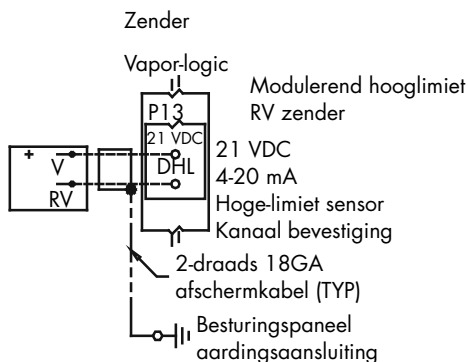 Zender
Vapor-logic
Modulerend hooglimiet
RV zender
P13
21 VDC
+
V
DHL
RV
21 VDC
4-20 mA
Hoge-limiet sensor
Kanaal bevestiging
2-draads 18GA
afschermkabel (TYP)
Besturingspaneel
aardingsaansluiting